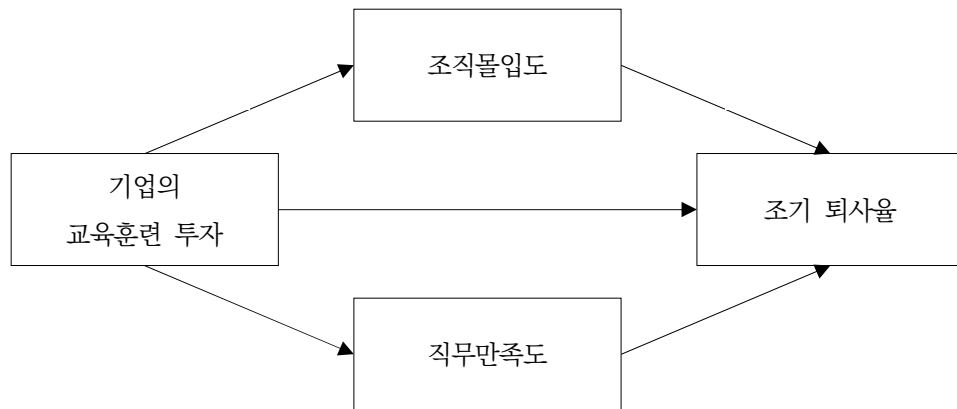 조직몰입도
기업의
교육훈련 투자
조기 퇴사율
직무만족도